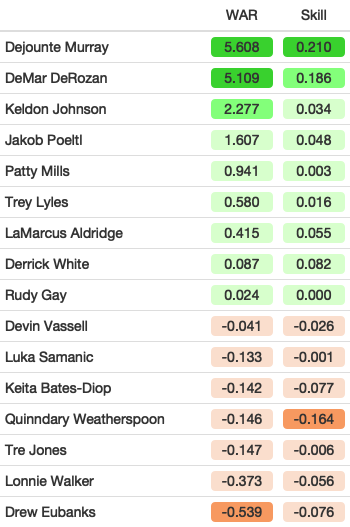 WAR Skill
Dejounte Murray 5.608 0.210
DeMar DeRozan 5.109 0.186
Keldon Johnson 2.277 0.034
Jakob Poeltl 1.607 0.048
Patty Mills 0.941 0.003
Trey Lyles 0.580 0.016
LaMarcus Aldridge 0.415 0.055
Derrick White 0.087 0.082
Rudy Gay 0.024 0.000
Devin Vassell -0.041 -0.026
Luka Samanic -0.133 -0.001
Keita Bates-Diop -0.142 -0.077
Quinndary Weatherspoon -0.146 -0.164
Tre Jones -0.147 -0.006
Lonnie Walker -0.373 -0.056
Drew Eubanks -0.539 -0.076